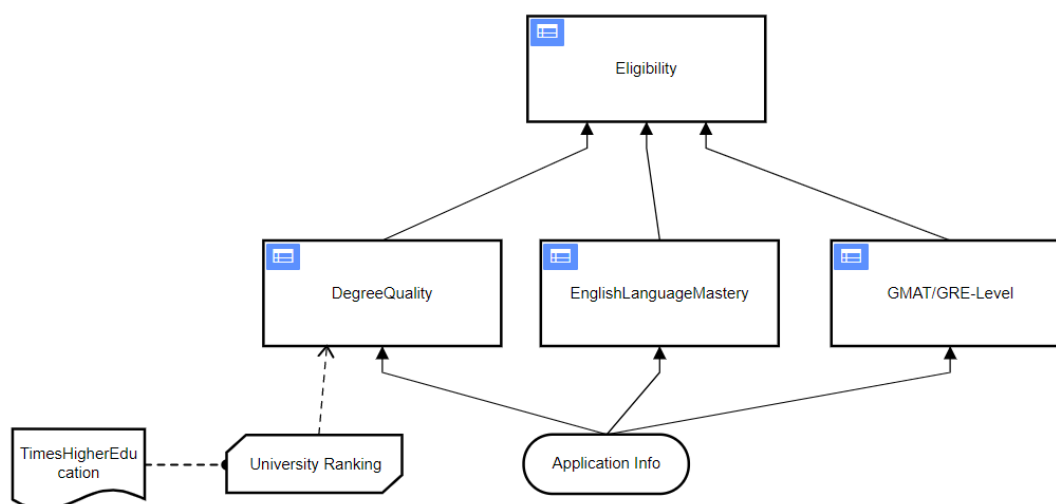 Eligibility
DegreeQuality
EnglishLanguageMastery
GMAT/GRE-Level
TimesHigherEdu
cation
University Ranking
Application Info